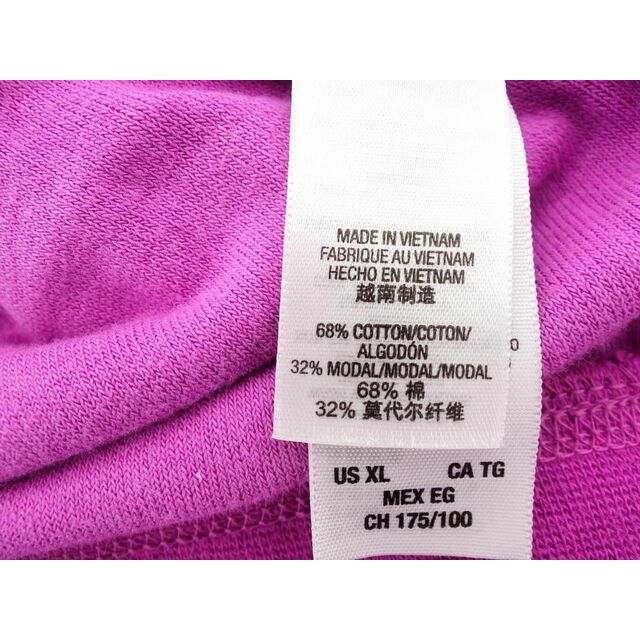 MADE IN VIETNAM
FABRIQUE AU VIETNAM
HECHO EN VIETNAM
越南制造
68% COTTON/COTON/
ALGODÓN
32% MODAL/MODAL/MODAL
68% 棉
32% 莫代尔纤维
US XL CA TG
MEX EG
CH 175/100